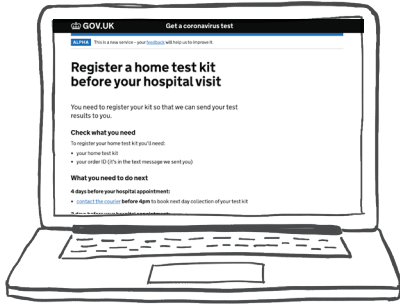 GOV.UK Get a coronavirus test
ALPHA This is a new service – your feedback will help us to improve it.
Register a home test kit
before your hospital visit
You need to register your kit so that we can send your test
results to you.
Check what you need
To register your home test kit you'll need:
• your home test kit
• your order ID (it's in the text message we sent you)
What you need to do next
4 days before your hospital appointment:
• contact the courier before 4pm to book next day collection of your test kit
days before your hospital appointment: